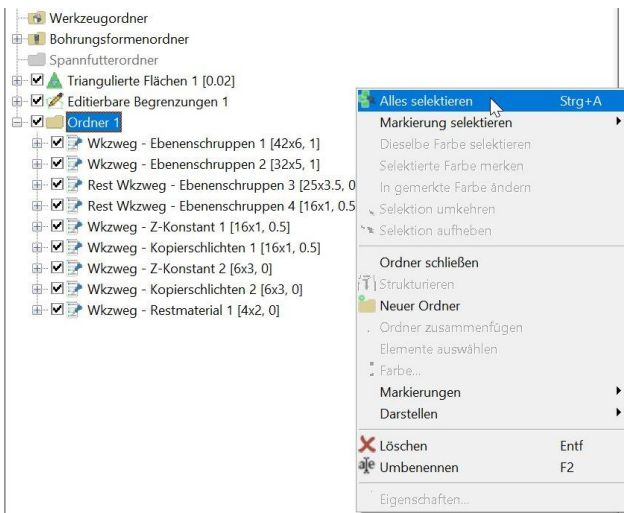 Werkzeugordner
Bohrungsformenordner
Spannfutterordner
Triangulierte Flächen 1 [0.02]
Editierbare Begrenzungen 1
Ordner 1
Wkzweg - Ebenenschruppen 1 [42x6, 1]
Wkzweg - Ebenenschruppen 2 [32x5, 1]
Rest Wkzweg - Ebenenschruppen 3 [25x3.5, 0
Rest Wkzweg - Ebenenschruppen 4 [16x1, 0.5
Wkzweg - Z-Konstant 1 [16x1, 0.5]
Wkzweg - Kopierschlichten 1 [16x1, 0.5]
Wkzweg - Z-Konstant 2 [6x3, 0]
Wkzweg - Kopierschlichten 2 [6x3, 0]
Wkzweg - Restmaterial 1 [4x2, 0]
Alles selektieren Strg+A
Markierung selektieren
Dieselbe Farbe selektieren
Selektierte Farbe merken
In gemerkte Farbe ändern
Selektion umkehren
Selektion aufheben
Ordner schließen
Strukturieren
Neuer Ordner
Ordner zusammenfügen
Elemente auswählen
Farbe...
Markierungen
Darstellen
Löschen Entf
Umbenennen F2
Eigenschaften...